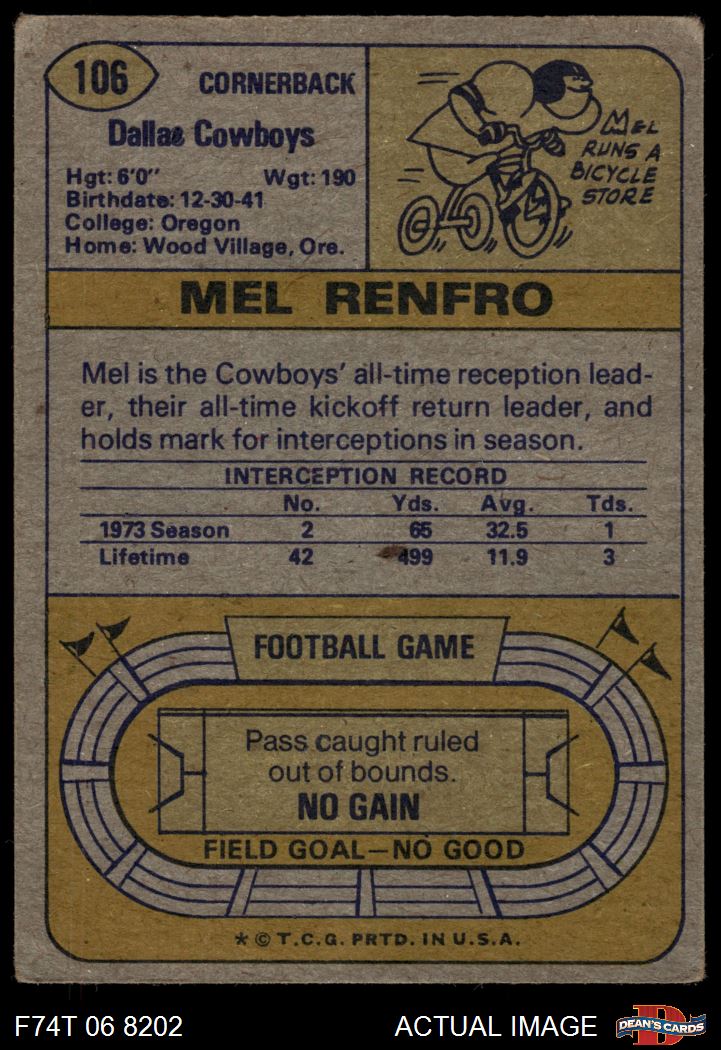 106
CORNERBACK
Dallas Cowboys
Hgt: 6'0" Wgt: 190
Birthdate: 12-30-41
College: Oregon
Home: Wood Village, Ore.
MEL
RUNS A
BICYCLE
STORE
MEL RENFRO
Mel is the Cowboys' all-time reception lead-
er, their all-time kickoff return leader, and
holds mark for interceptions in season.
INTERCEPTION RECORD
No. Yds. Avg. Tds.
1973 Season 2 65 32.5 1
Lifetime 42 499 11.9 3
FOOTBALL GAME
Pass caught ruled
out of bounds.
NO GAIN
FIELD GOAL—NO GOOD
* © T.C.G. PRTD. IN U.S.A.
F74T 06 8202
ACTUAL IMAGE
D
DEAN'S CARDS